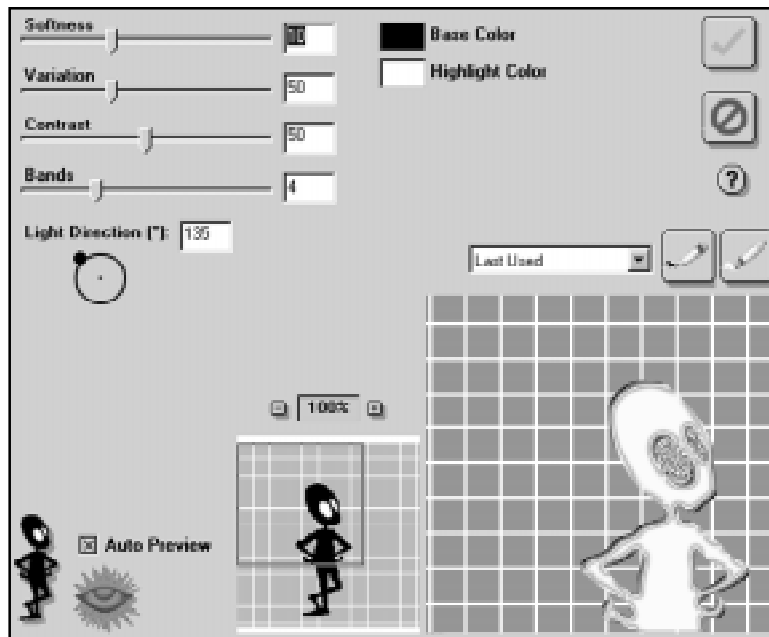 Softness
10
Base Color
Highlight Color
Variation
50
Contrast
50
Bands
4
?
Light Direction (°): 135
Last Used
100%
Auto Preview